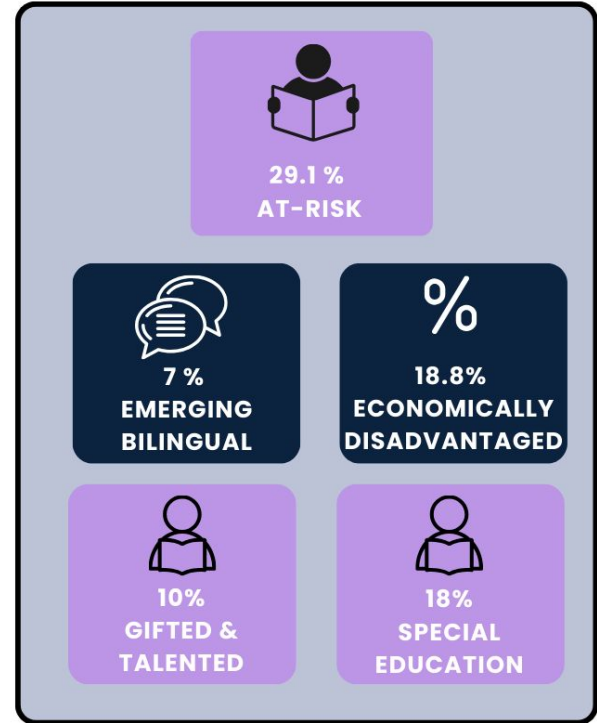 29.1 %
AT-RISK
7 %
EMERGING
BILINGUAL
%
18.8%
ECONOMICALLY
DISADVANTAGED
10%
GIFTED &
TALENTED
18%
SPECIAL
EDUCATION